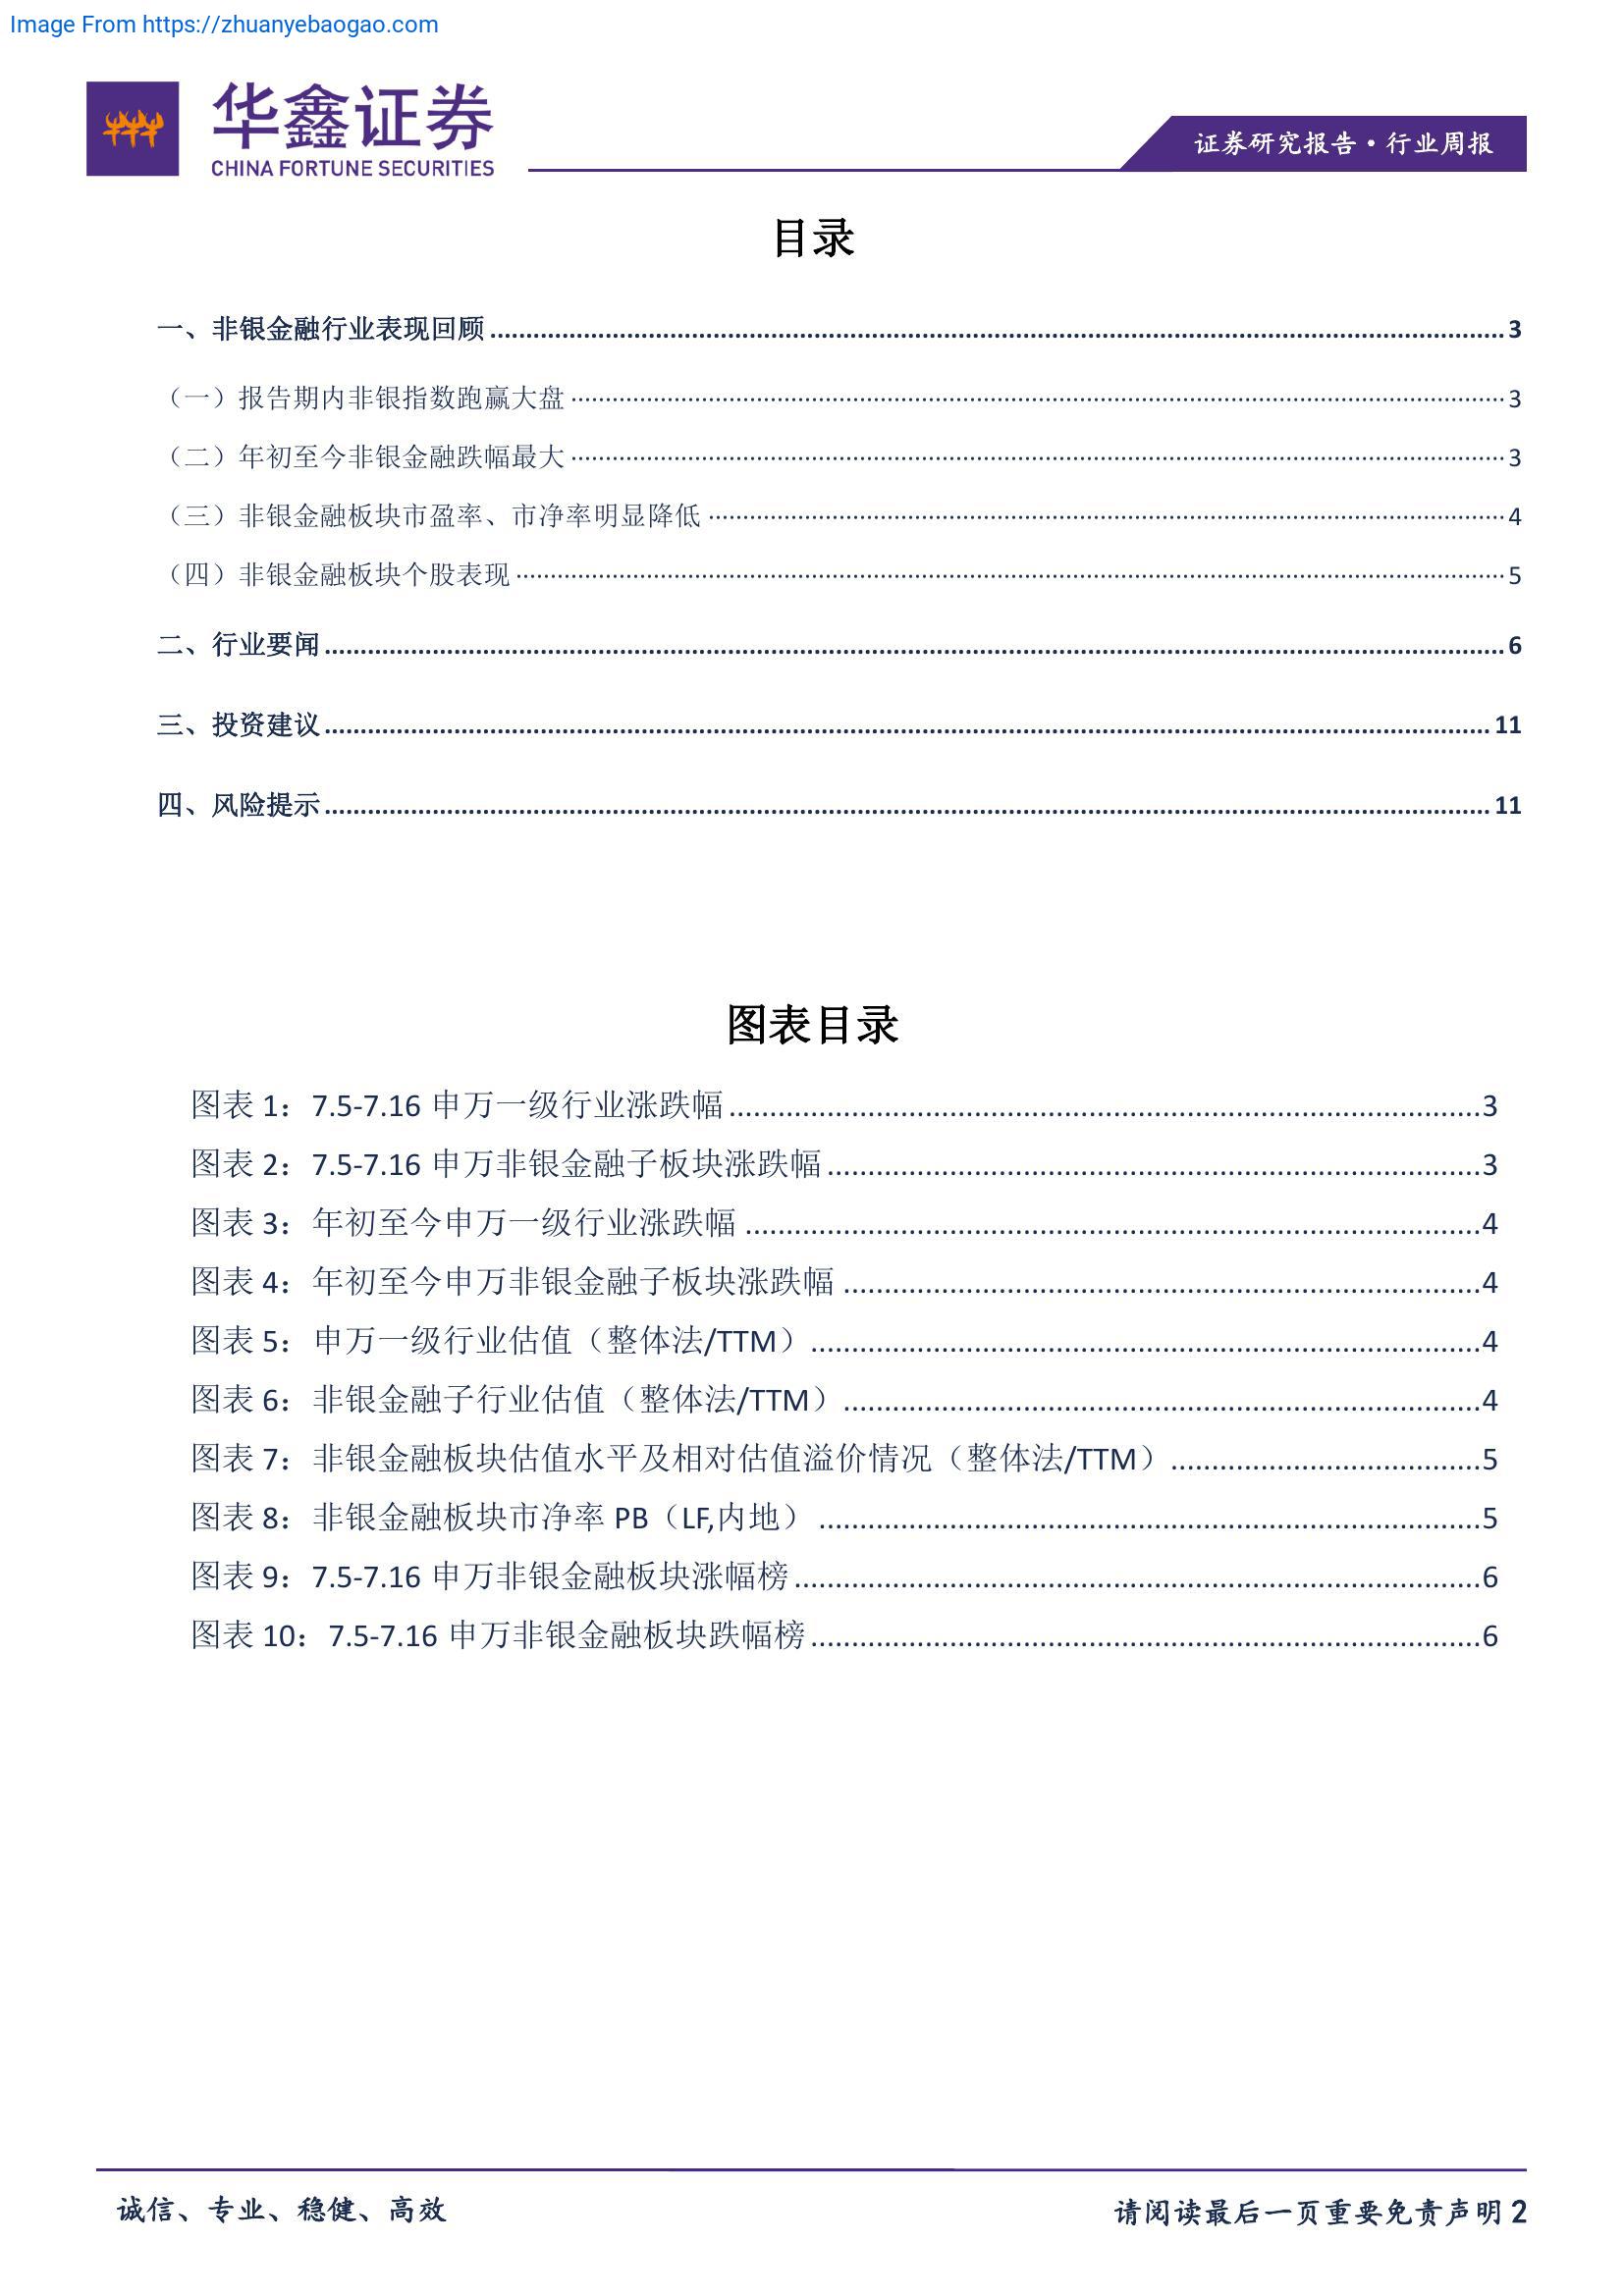 Image From https://zhuanyebaogao.com
华鑫证券
CHINA FORTUNE SECURITIES
证券研究报告·行业周报
目录
一、非银金融行业表现回顾 3
（一）报告期内非银指数跑赢大盘 3
（二）年初至今非银金融跌幅最大 3
（三）非银金融板块市盈率、市净率明显降低 4
（四）非银金融板块个股表现 5
二、行业要闻 6
三、投资建议 11
四、风险提示 11
图表目录
图表 1：7.5-7.16 申万一级行业涨跌幅 3
图表 2：7.5-7.16 申万非银金融子板块涨跌幅 3
图表 3：年初至今申万一级行业涨跌幅 4
图表 4：年初至今申万非银金融子板块涨跌幅 4
图表 5：申万一级行业估值（整体法/TTM） 4
图表 6：非银金融子行业估值（整体法/TTM） 4
图表 7：非银金融板块估值水平及相对估值溢价情况（整体法/TTM） 5
图表 8：非银金融板块市净率 PB（LF,内地） 5
图表 9：7.5-7.16 申万非银金融板块涨幅榜 6
图表 10：7.5-7.16 申万非银金融板块跌幅榜 6
诚信、专业、稳健、高效
请阅读最后一页重要免责声明 2